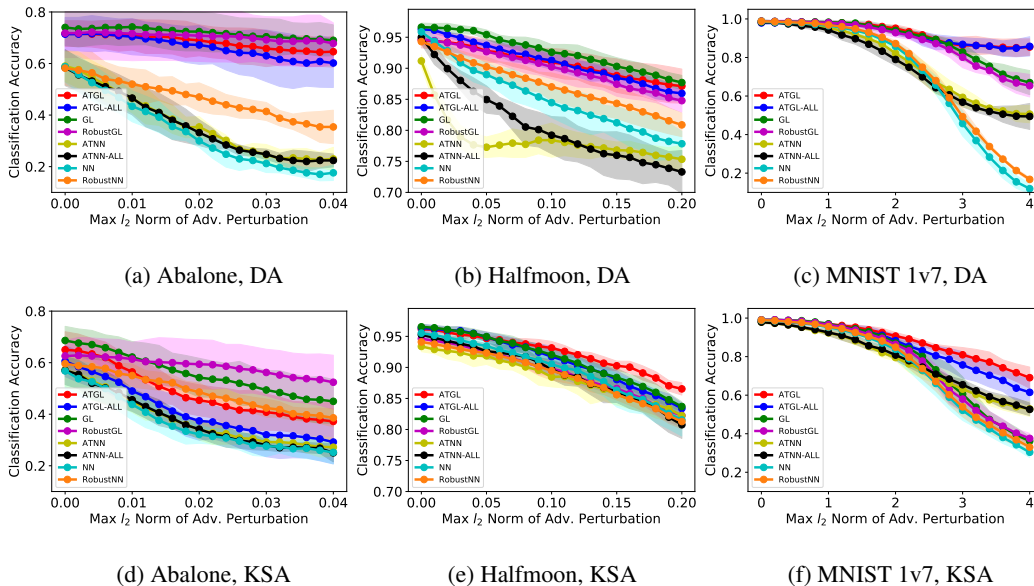 0.8
0.6
0.4
0.2
Classification Accuracy
ATGL
ATGL-ALL
GL
RobustGL
ATNN
ATNN-ALL
NN
RobustNN
0.00 0.01 0.02 0.03 0.04
Max l2 Norm of Adv. Perturbation
(a) Abalone, DA
0.95
0.90
0.85
0.80
0.75
0.70
Classification Accuracy
ATGL
ATGL-ALL
GL
RobustGL
ATNN
ATNN-ALL
NN
RobustNN
0.00 0.05 0.10 0.15 0.20
Max l2 Norm of Adv. Perturbation
(b) Halfmoon, DA
1.0
0.8
0.6
0.4
0.2
Classification Accuracy
ATGL
ATGL-ALL
GL
RobustGL
ATNN
ATNN-ALL
NN
RobustNN
0 1 2 3 4
Max l2 Norm of Adv. Perturbation
(c) MNIST 1v7, DA
0.8
0.6
0.4
0.2
Classification Accuracy
ATGL
ATGL-ALL
GL
RobustGL
ATNN
ATNN-ALL
NN
RobustNN
0.00 0.01 0.02 0.03 0.04
Max l2 Norm of Adv. Perturbation
(d) Abalone, KSA
0.95
0.90
0.85
0.80
0.75
0.70
Classification Accuracy
ATGL
ATGL-ALL
GL
RobustGL
ATNN
ATNN-ALL
NN
RobustNN
0.00 0.05 0.10 0.15 0.20
Max l2 Norm of Adv. Perturbation
(e) Halfmoon, KSA
1.0
0.8
0.6
0.4
0.2
Classification Accuracy
ATGL
ATGL-ALL
GL
RobustGL
ATNN
ATNN-ALL
NN
RobustNN
0 1 2 3 4
Max l2 Norm of Adv. Perturbation
(f) MNIST 1v7, KSA